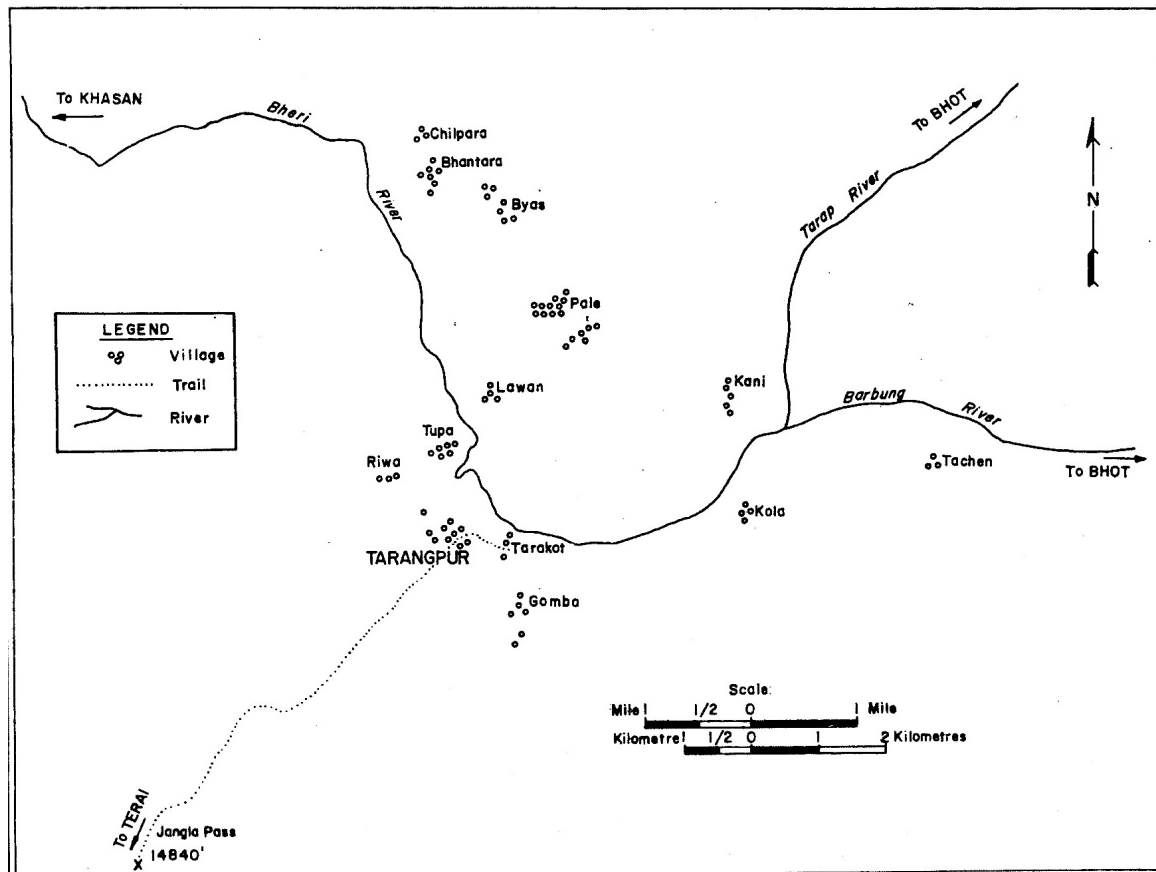 To KHASAN
Bheri
River
Chilpara
Bhantara
Byas
To BHOT
Tarap River
N
Pale
LEGEND
Village
Trail
River
Lawan
Kani
Barbung River
Tupa
Riwa
Tachen
To BHOT
Kola
TARANGPUR
Tarakot
Gomba
Scale:
Mile 1 1/2 0 1 Mile
Kilometre 1 1/2 0 1 2 Kilometres
To TERAI
Jangla Pass
X 14840'